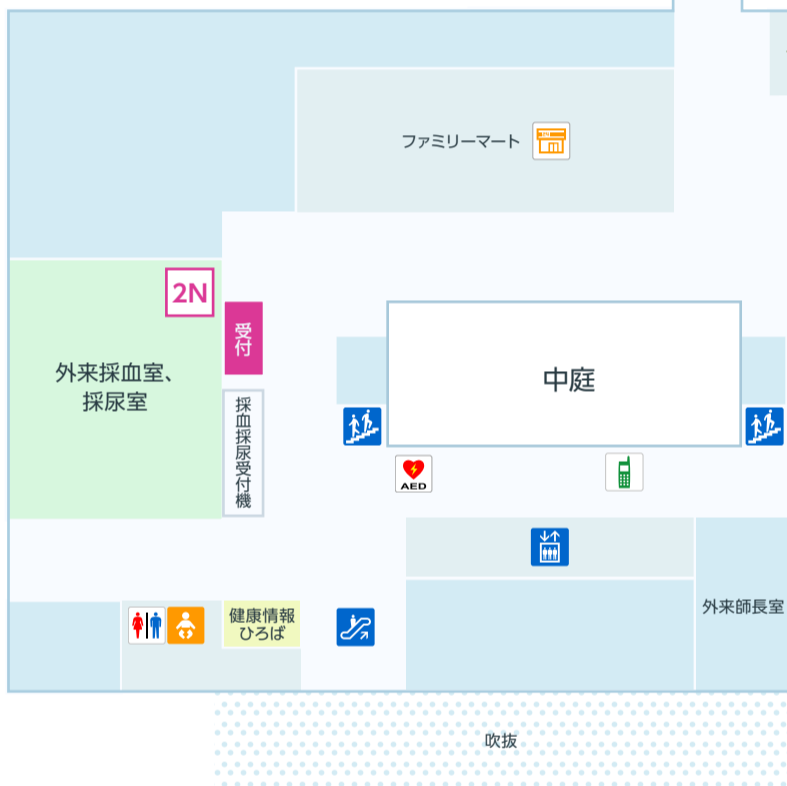 ファミリーマート
2N
受付
外来採血室、
採尿室
採血採尿受付機
中庭
AED
健康情報
ひろば
外来師長室
吹抜